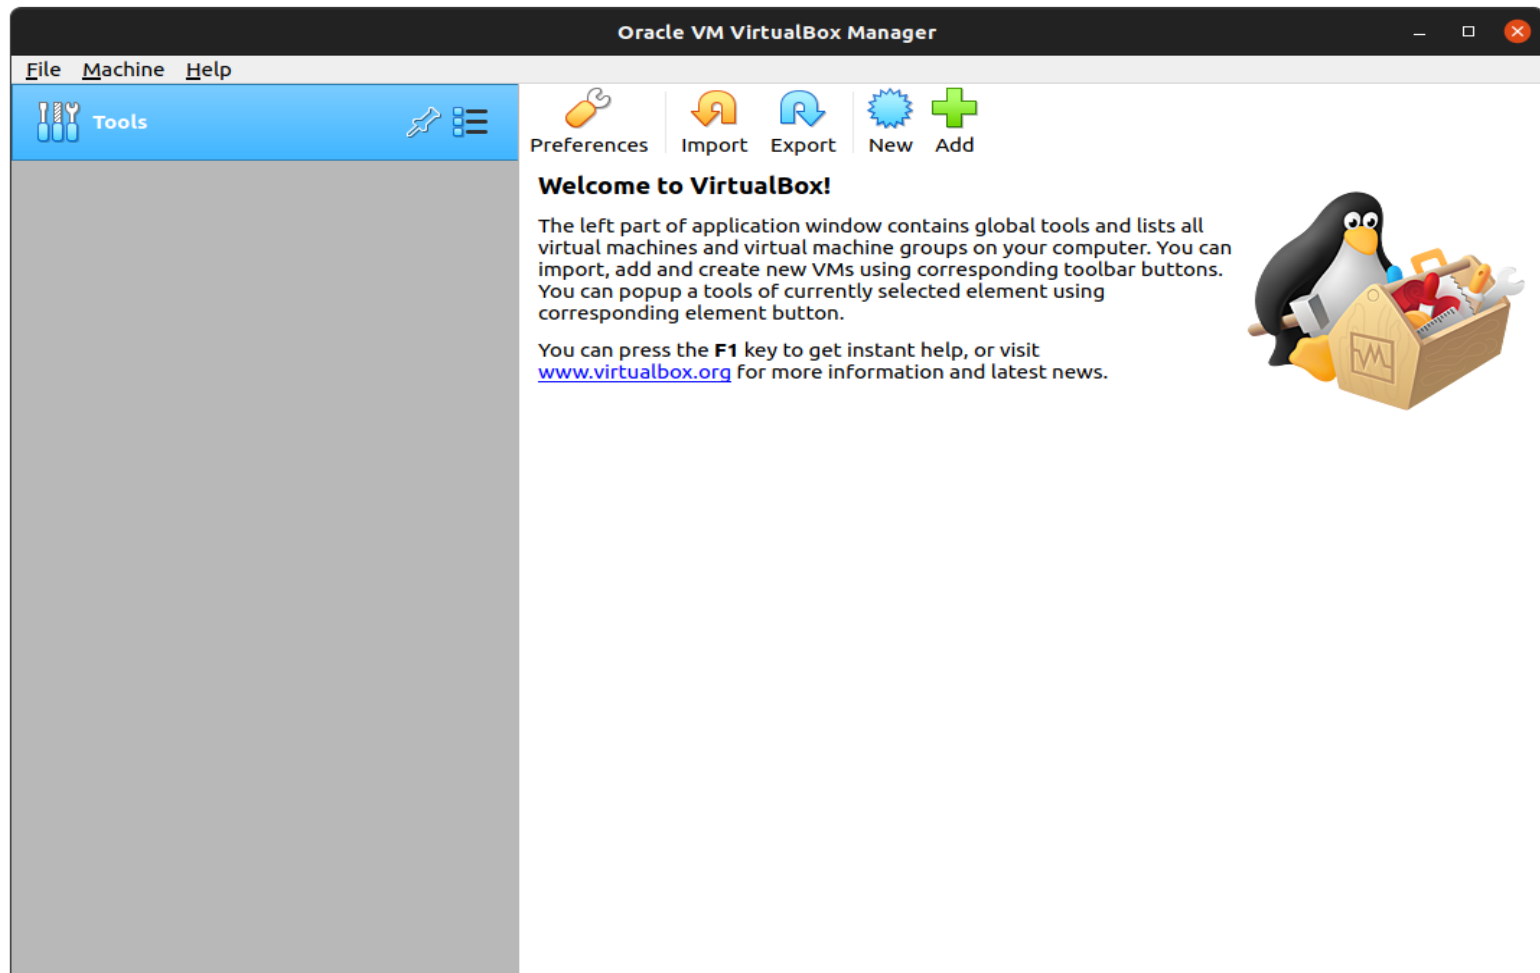 Oracle VM VirtualBox Manager
File Machine Help
Tools
Preferences Import Export New Add
Welcome to VirtualBox!
The left part of application window contains global tools and lists all
virtual machines and virtual machine groups on your computer. You can
import, add and create new VMs using corresponding toolbar buttons.
You can popup a tools of currently selected element using
corresponding element button.
You can press the F1 key to get instant help, or visit
www.virtualbox.org for more information and latest news.